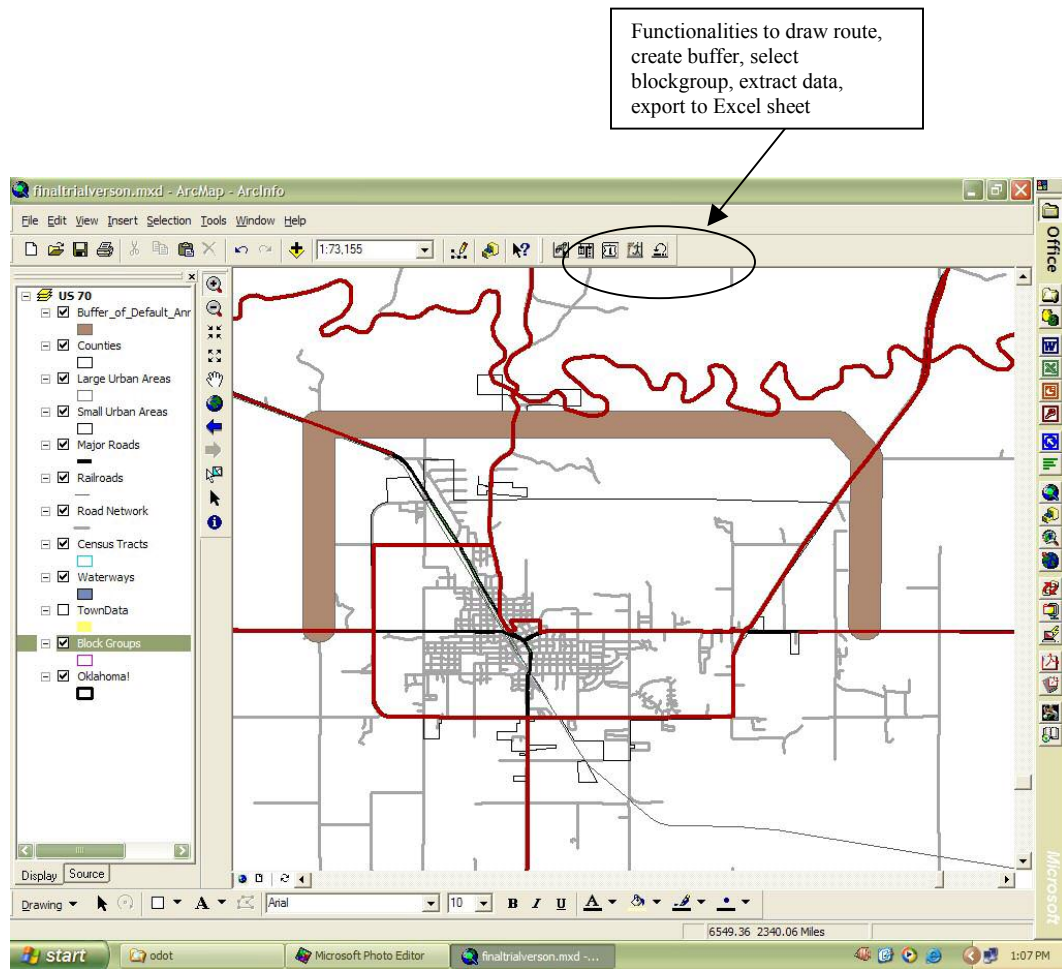 Functionalities to draw route,
create buffer, select
blockgroup, extract data,
export to Excel sheet
finaltrialverson.mxd - ArcMap - ArcInfo
File Edit View Insert Selection Tools Window Help
1:73,155
US 70
Buffer_of_Default_Anr
Counties
Large Urban Areas
Small Urban Areas
Major Roads
Railroads
Road Network
Census Tracts
Waterways
TownData
Block Groups
Oklahoma!
Display Source
Drawing A Arial 10 B I U A
6549.36 2340.06 Miles
Office
Microsoft
start odot Microsoft Photo Editor finaltrialverson.mxd -... 1:07 PM